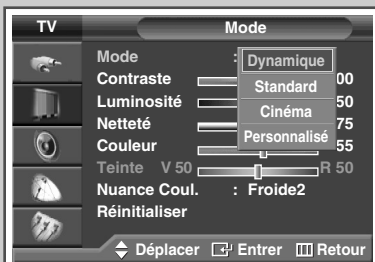 TV Mode
Mode : Dynamique
Contraste 00
Standard
Luminosité 50
Cinéma
Netteté 75
Personnalisé
Couleur 55
Teinte V 50 R 50
Nuance Coul. : Froide2
Réinitialiser
Déplacer Entrer Retour